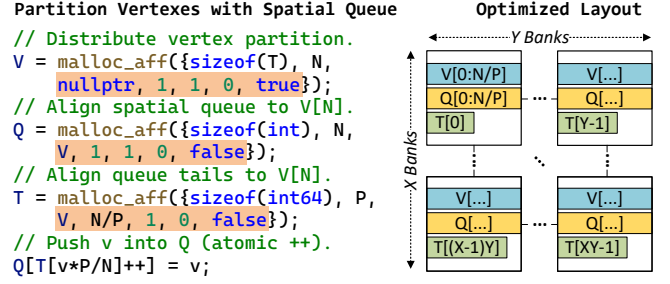 Partition Vertexes with Spatial Queue
// Distribute vertex partition.
V = malloc_aff({sizeof(T), N,
nullptr, 1, 1, 0, true});
// Align spatial queue to V[N].
Q = malloc_aff({sizeof(int), N,
V, 1, 1, 0, false});
// Align queue tails to V[N].
T = malloc_aff({sizeof(int64), P,
V, N/P, 1, 0, false});
// Push v into Q (atomic ++).
Q[T[v*P/N]++] = v;
Optimized Layout
Y Banks
X Banks
V[0:N/P]
V[...]
Q[0:N/P]
...
Q[...]
T[0]
T[Y-1]
...
...
...
V[...]
V[...]
Q[...]
...
Q[...]
T[(X-1)Y]
T[XY-1]